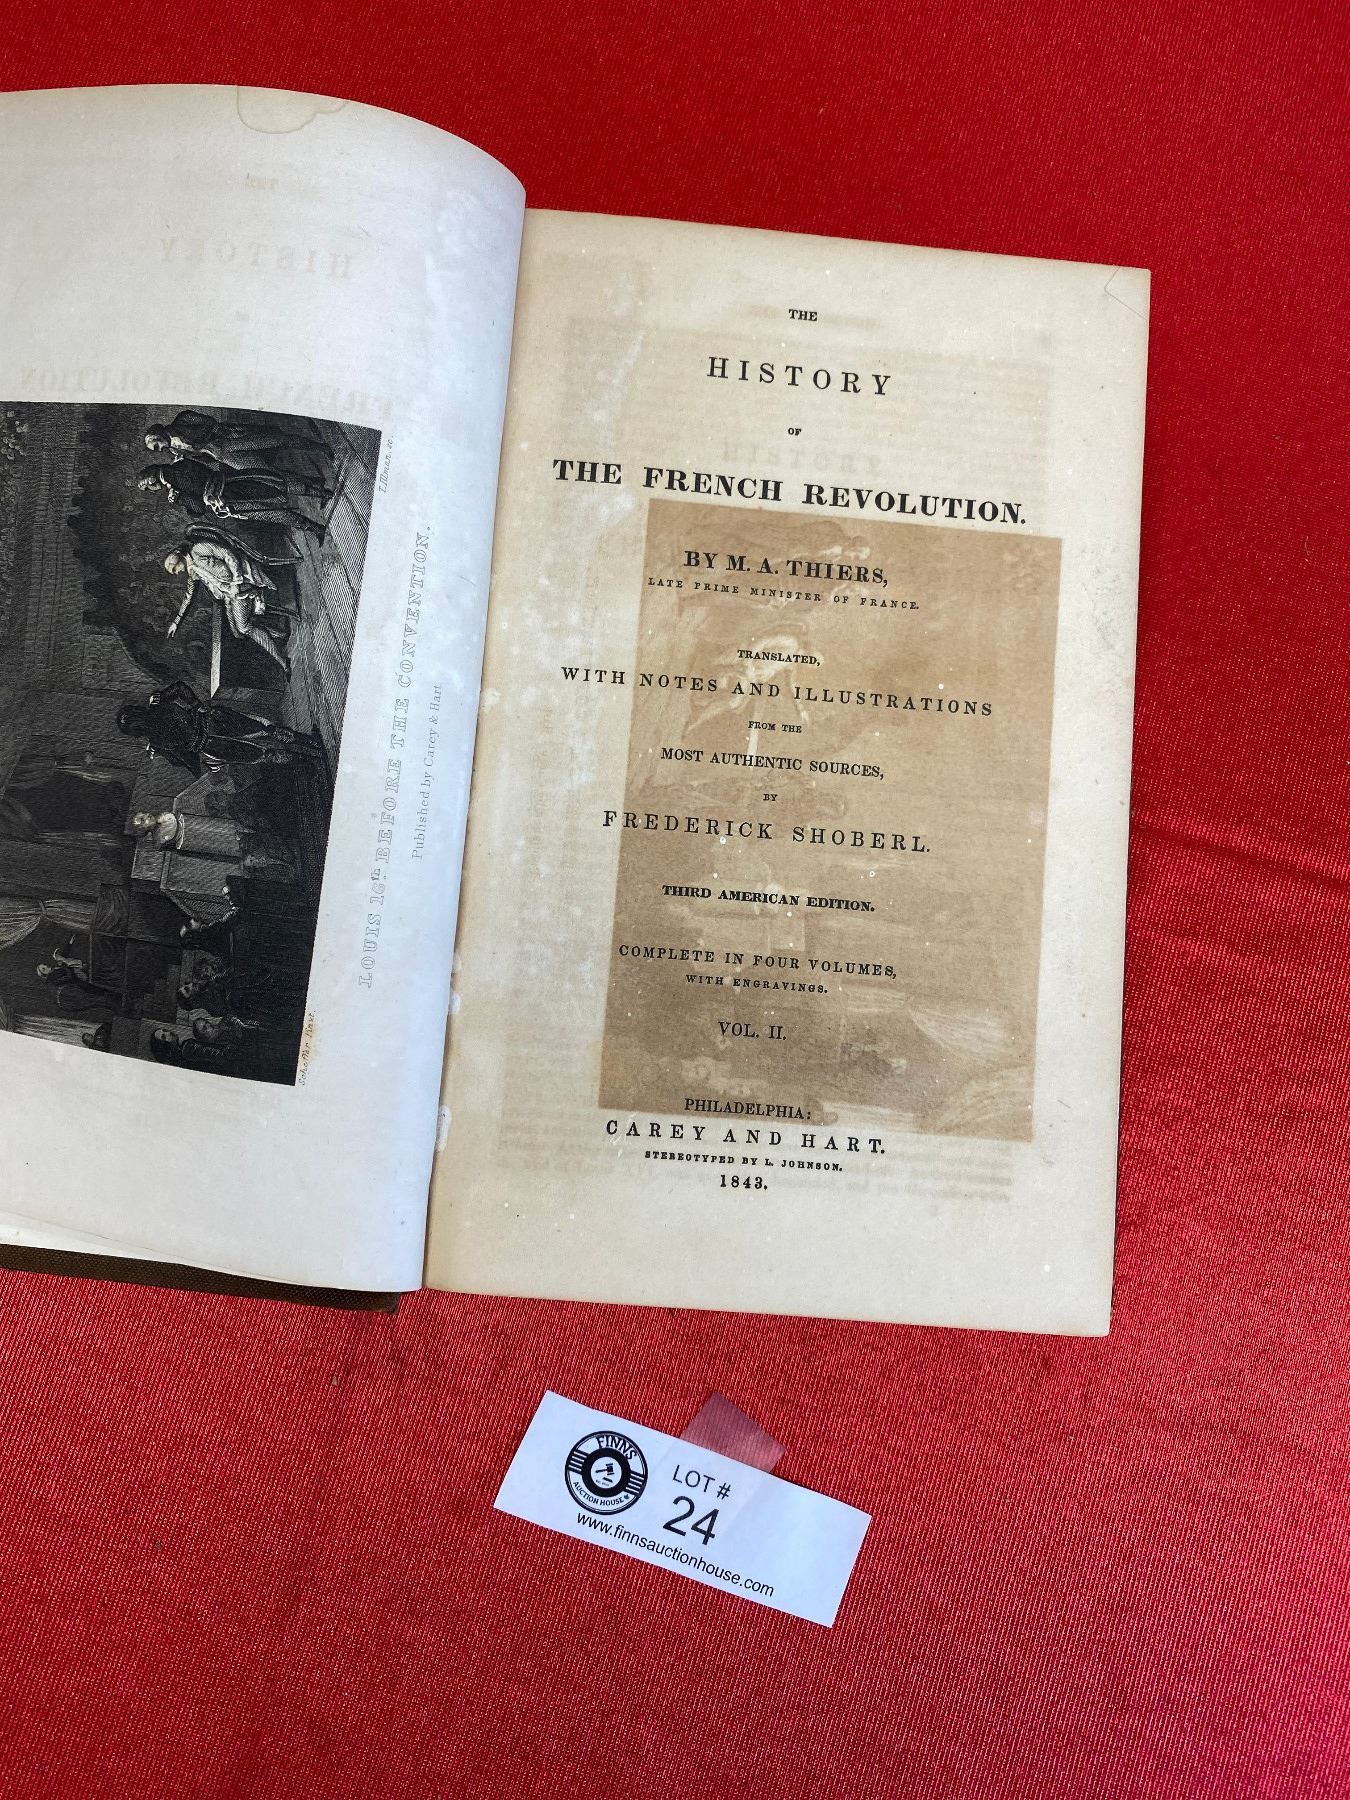 Tillman. sc.
LOUIS 16th BEFORE THE CONVENTION.
Published by Carey & Hart
THE
HISTORY
OF
THE FRENCH REVOLUTION.
BY M. A. THIERS,
LATE PRIME MINISTER OF FRANCE.
TRANSLATED,
WITH NOTES AND ILLUSTRATIONS
FROM THE
MOST AUTHENTIC SOURCES,
BY
FREDERICK SHOBERL.
THIRD AMERICAN EDITION.
COMPLETE IN FOUR VOLUMES,
WITH ENGRAVINGS.
VOL. II.
PHILADELPHIA:
CAREY AND HART.
STEREOTYPED BY L. JOHNSON.
1843.
FINNS
AUCTION HOUSE
LOT #
24
www.finnsauctionhouse.com